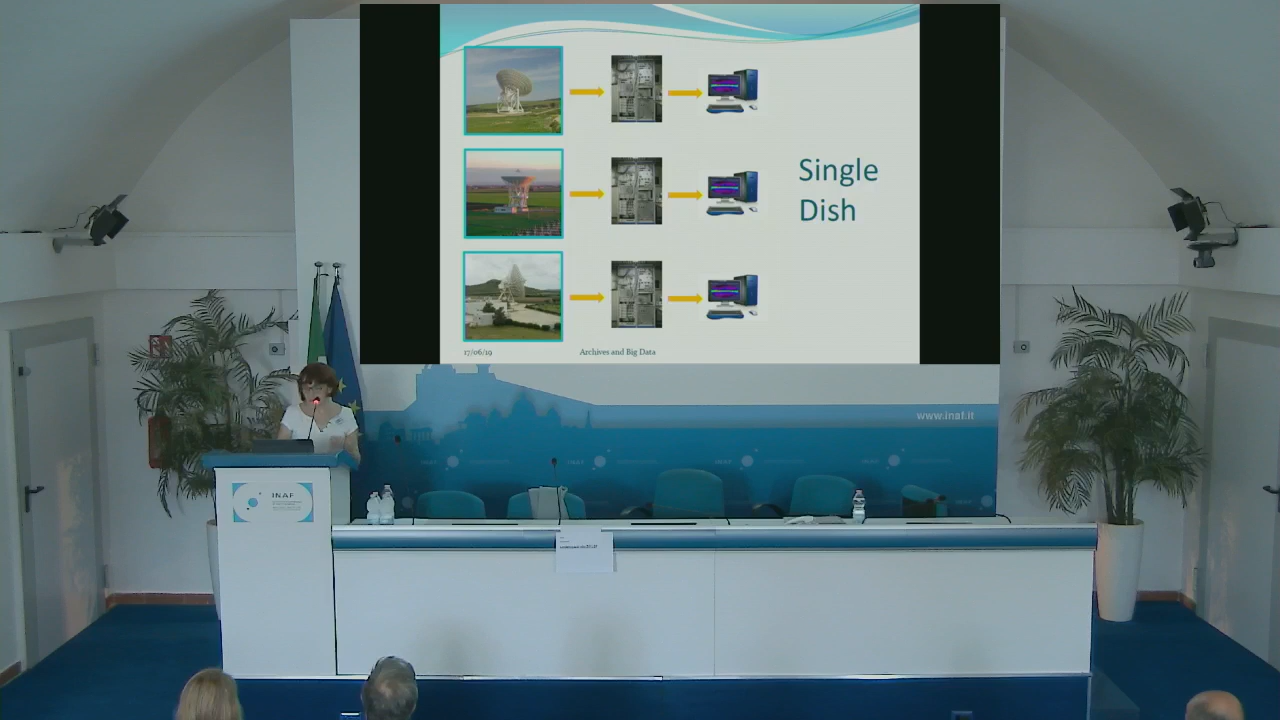 Single
Dish
17/06/19
Archives and Big Data
www.inaf.it
INAF